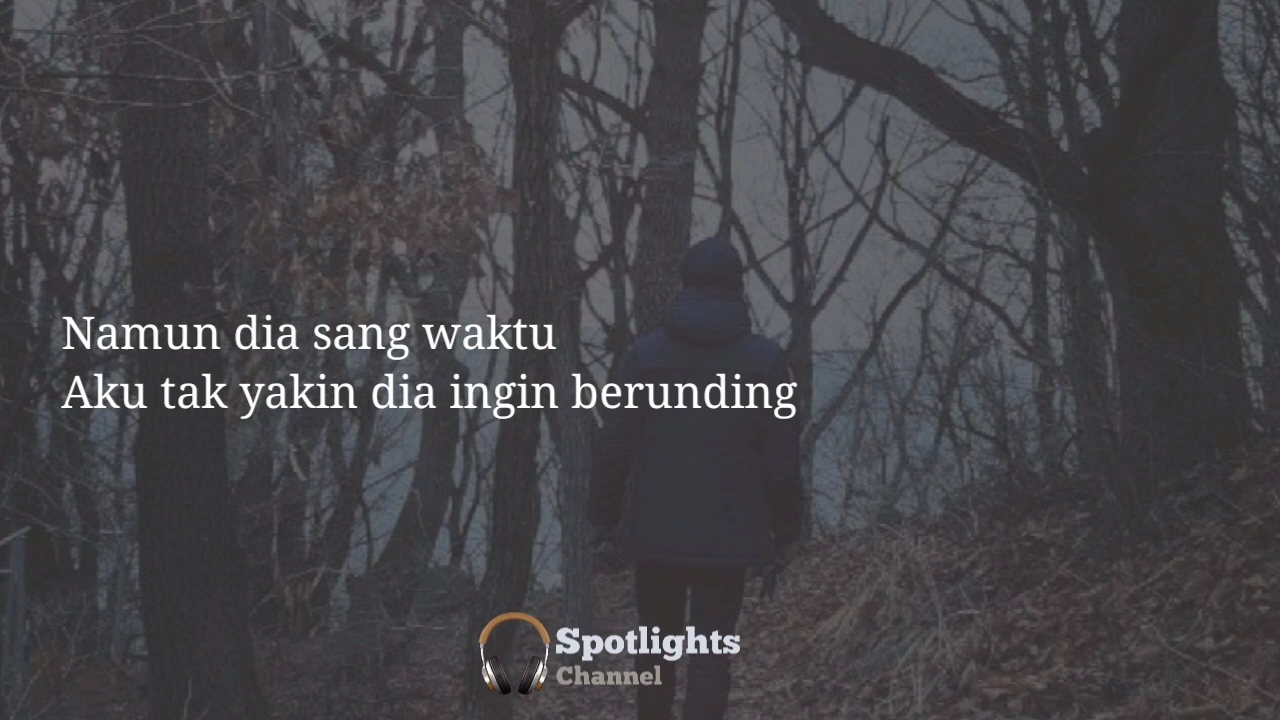 Namun dia sang waktu
Aku tak yakin dia ingin berunding
Spotlights
Channel